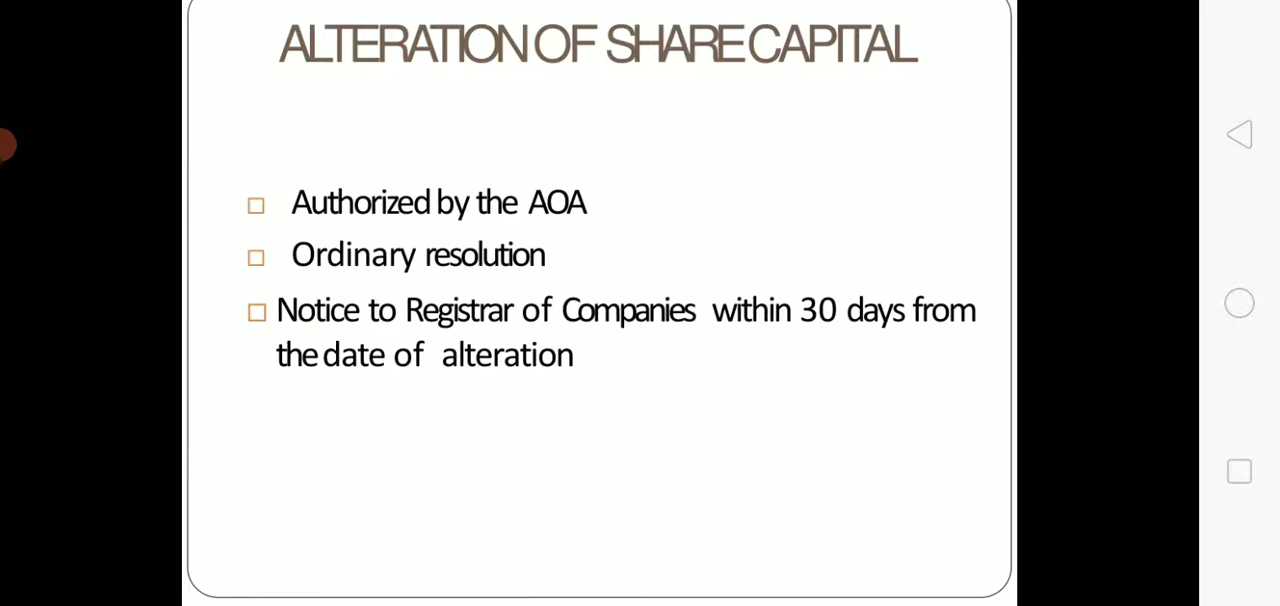 ALTERATION OF SHARE CAPITAL
Authorized by the AOA
Ordinary resolution
Notice to Registrar of Companies within 30 days from
the date of alteration